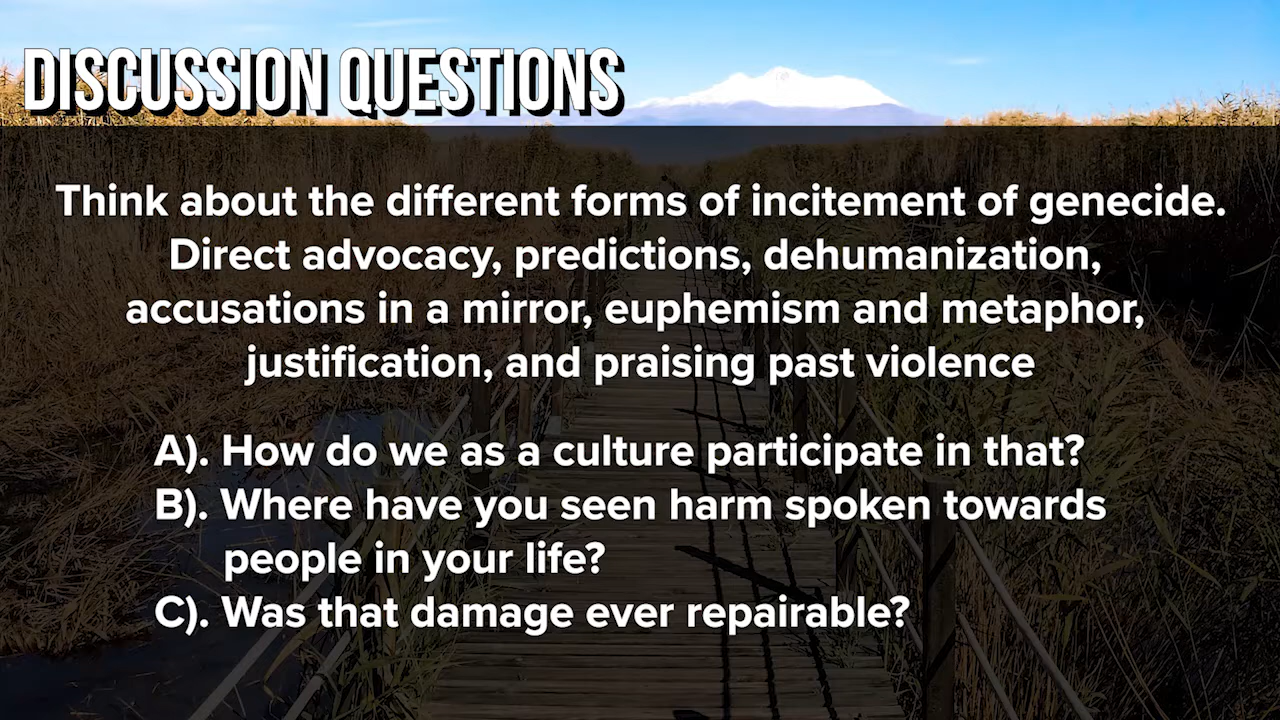 DISCUSSION QUESTIONS
Think about the different forms of incitement of genecide.
Direct advocacy, predictions, dehumanization,
accusations in a mirror, euphemism and metaphor,
justification, and praising past violence
A). How do we as a culture participate in that?
B). Where have you seen harm spoken towards
people in your life?
C). Was that damage ever repairable?